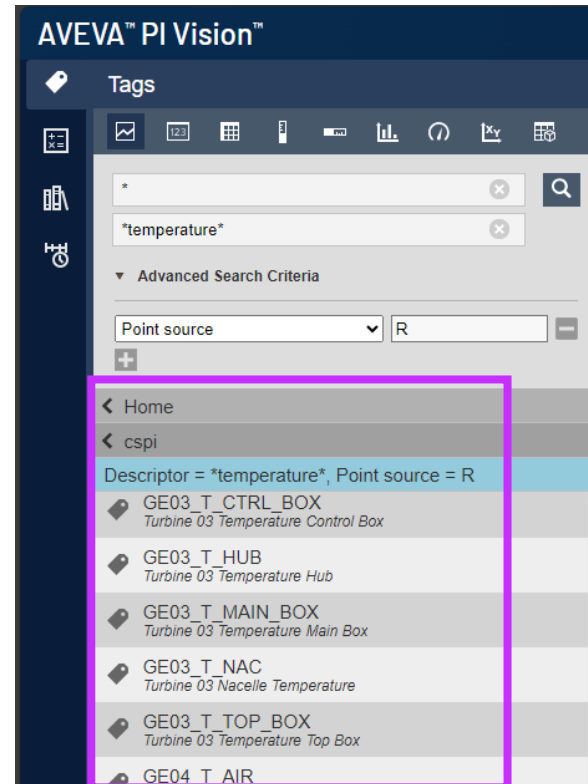 AVEVA™ PI Vision™
Tags
123
XY
*
*temperature*
Advanced Search Criteria
Point source R
Home
cspi
Descriptor = *temperature*, Point source = R
GE03_T_CTRL_BOX
Turbine 03 Temperature Control Box
GE03_T_HUB
Turbine 03 Temperature Hub
GE03_T_MAIN_BOX
Turbine 03 Temperature Main Box
GE03_T_NAC
Turbine 03 Nacelle Temperature
GE03_T_TOP_BOX
Turbine 03 Temperature Top Box
GE04_T_AIR